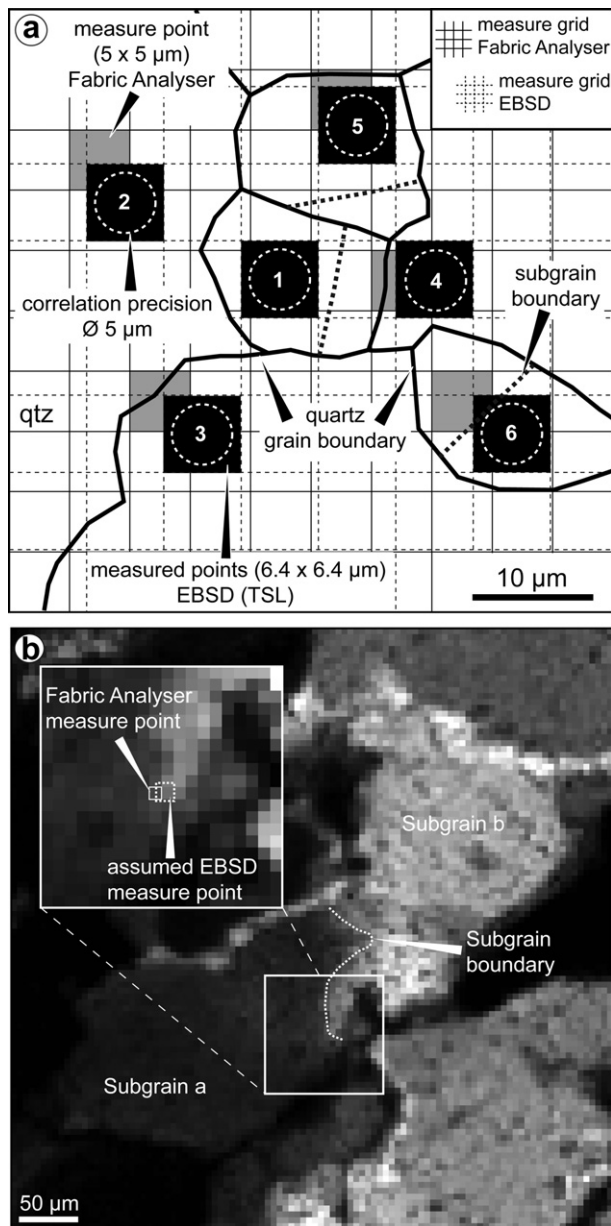 a
measure point
(5 x 5 µm)
Fabric Analyser
measure grid
Fabric Analyser
measure grid
EBSD
5
2
1
4
subgrain
boundary
correlation precision
Ø 5 µm
qtz
3
quartz
grain boundary
6
measured points (6.4 x 6.4 µm)
EBSD (TSL)
10 µm
b
Fabric Analyser
measure point
assumed EBSD
measure point
Subgrain b
Subgrain
boundary
Subgrain a
50 µm